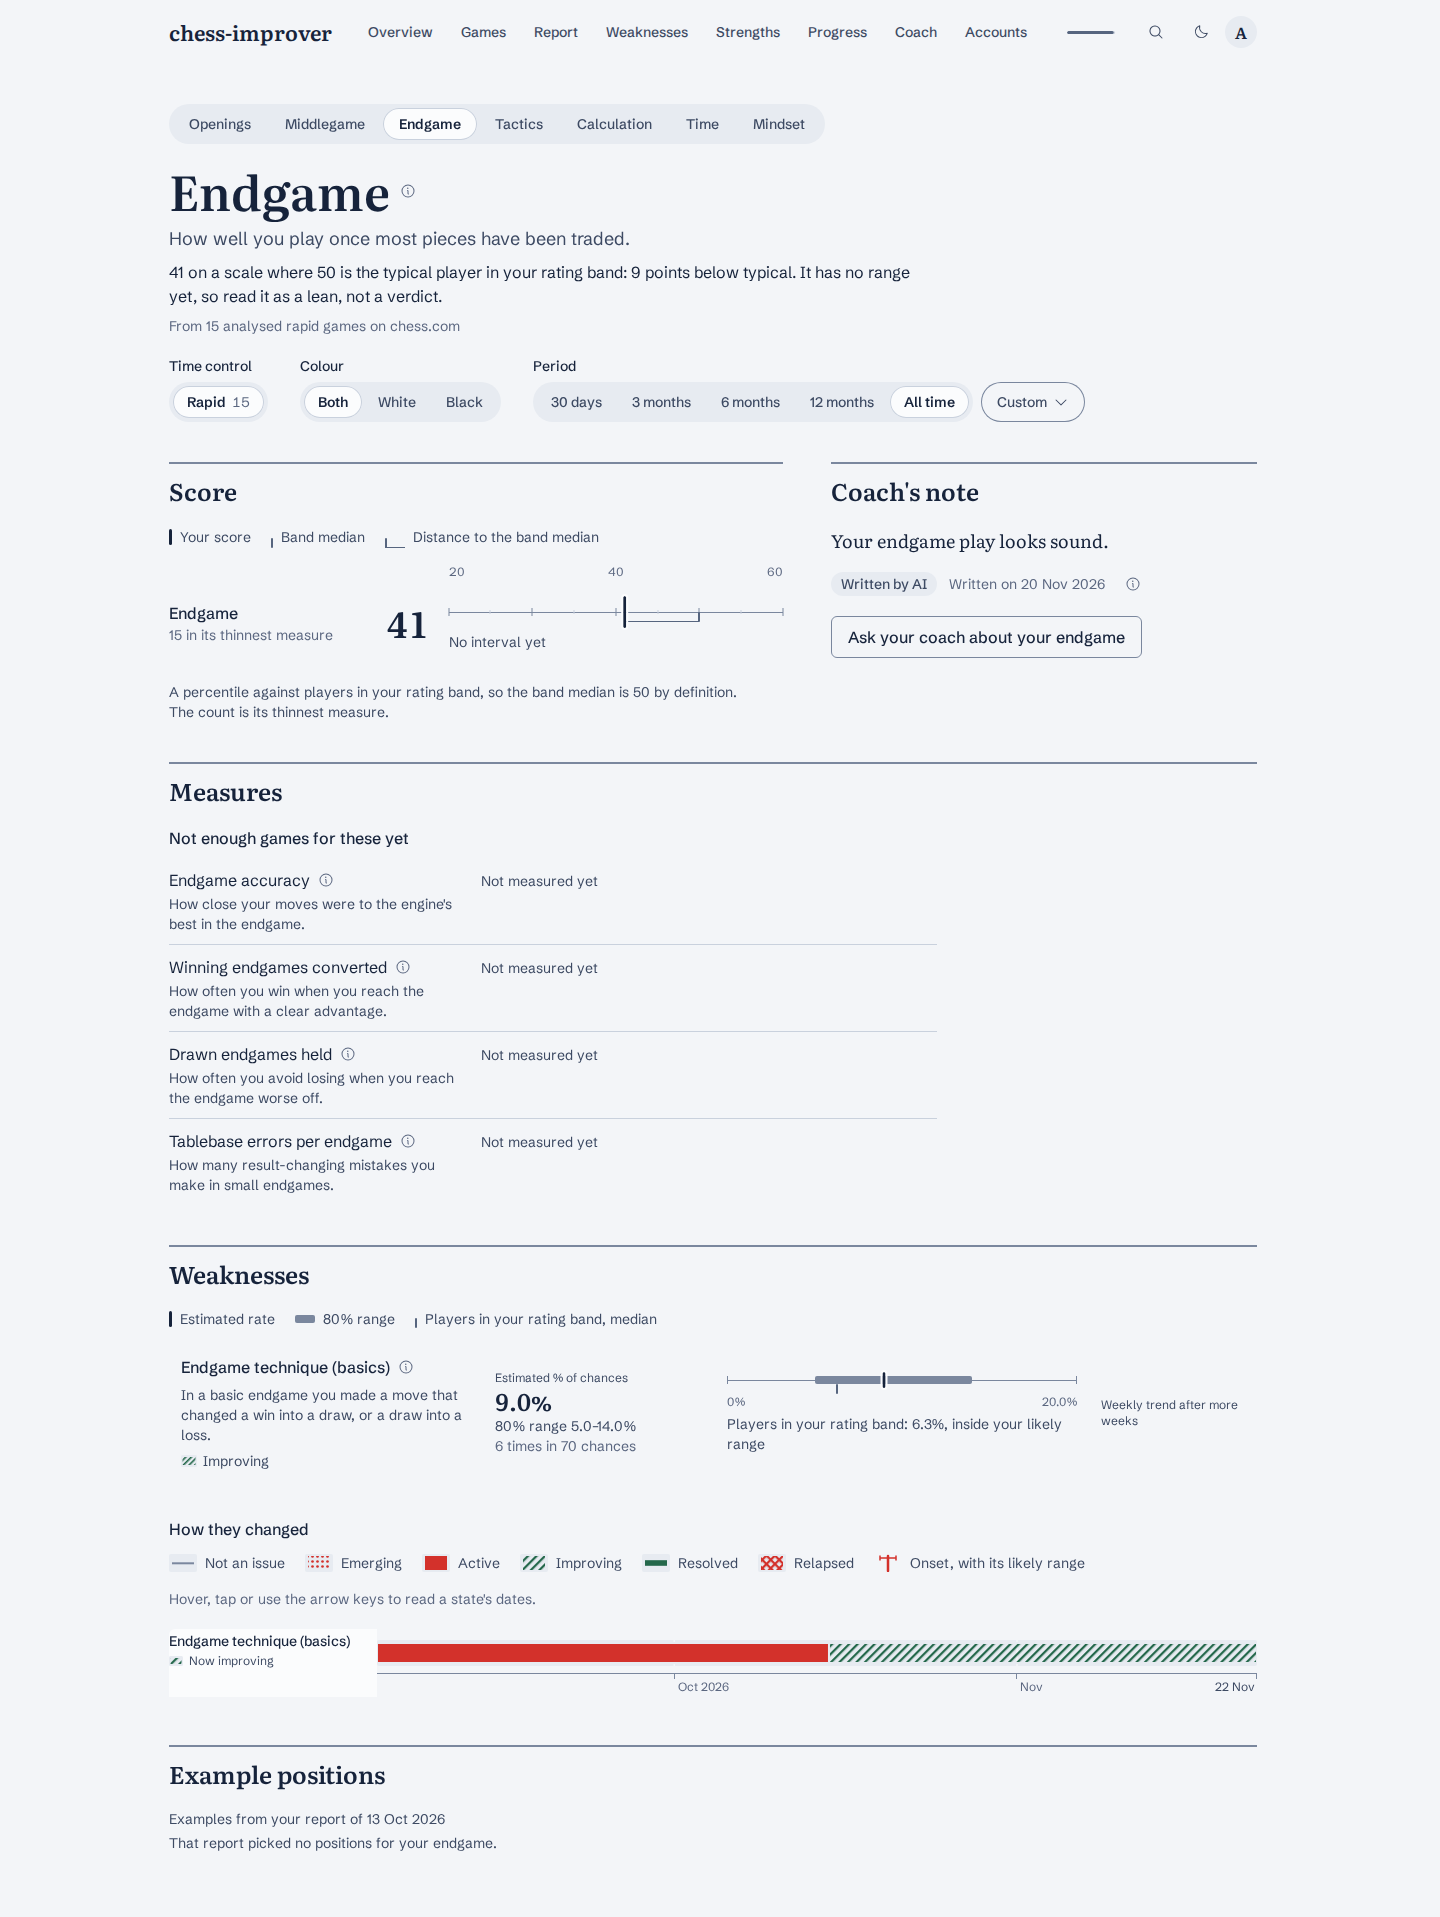 chess-improver Overview Games Report Weaknesses Strengths Progress Coach Accounts A
Openings Middlegame Endgame Tactics Calculation Time Mindset
Endgame
How well you play once most pieces have been traded.
41 on a scale where 50 is the typical player in your rating band: 9 points below typical. It has no range
yet, so read it as a lean, not a verdict.
From 15 analysed rapid games on chess.com
Time control Colour Period
Rapid 15 Both White Black 30 days 3 months 6 months 12 months All time Custom
Score
Your score Band median Distance to the band median
20 40 60
Endgame
15 in its thinnest measure
41
No interval yet
A percentile against players in your rating band, so the band median is 50 by definition.
The count is its thinnest measure.
Coach's note
Your endgame play looks sound.
Written by AI Written on 20 Nov 2026
Ask your coach about your endgame
Measures
Not enough games for these yet
Endgame accuracy Not measured yet
How close your moves were to the engine's
best in the endgame.
Winning endgames converted Not measured yet
How often you win when you reach the
endgame with a clear advantage.
Drawn endgames held Not measured yet
How often you avoid losing when you reach
the endgame worse off.
Tablebase errors per endgame Not measured yet
How many result-changing mistakes you
make in small endgames.
Weaknesses
Estimated rate 80% range Players in your rating band, median
Endgame technique (basics)
In a basic endgame you made a move that
changed a win into a draw, or a draw into a
loss.
Improving
Estimated % of chances
9.0%
80% range 5.0–14.0%
6 times in 70 chances
0% 20.0%
Players in your rating band: 6.3%, inside your likely
range
Weekly trend after more
weeks
How they changed
Not an issue Emerging Active Improving Resolved Relapsed Onset, with its likely range
Hover, tap or use the arrow keys to read a state's dates.
Endgame technique (basics)
Now improving
Oct 2026 Nov 22 Nov
Example positions
Examples from your report of 13 Oct 2026
That report picked no positions for your endgame.